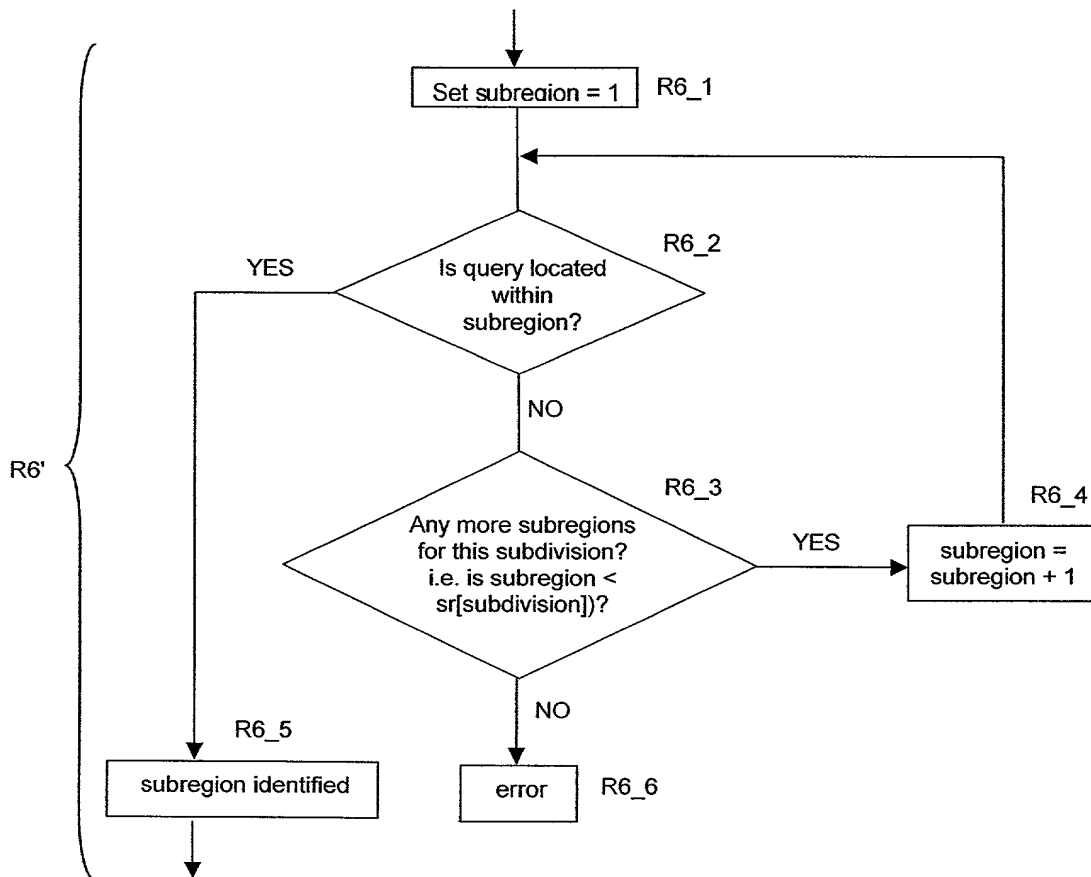 Set subregion = 1
R6_1
R6_2
YES
Is query located
within
subregion?
NO
R6'
R6_3
R6_4
Any more subregions
for this subdivision?
i.e. is subregion <
sr[subdivision])?
YES
subregion =
subregion + 1
NO
R6_5
subregion identified
error
R6_6